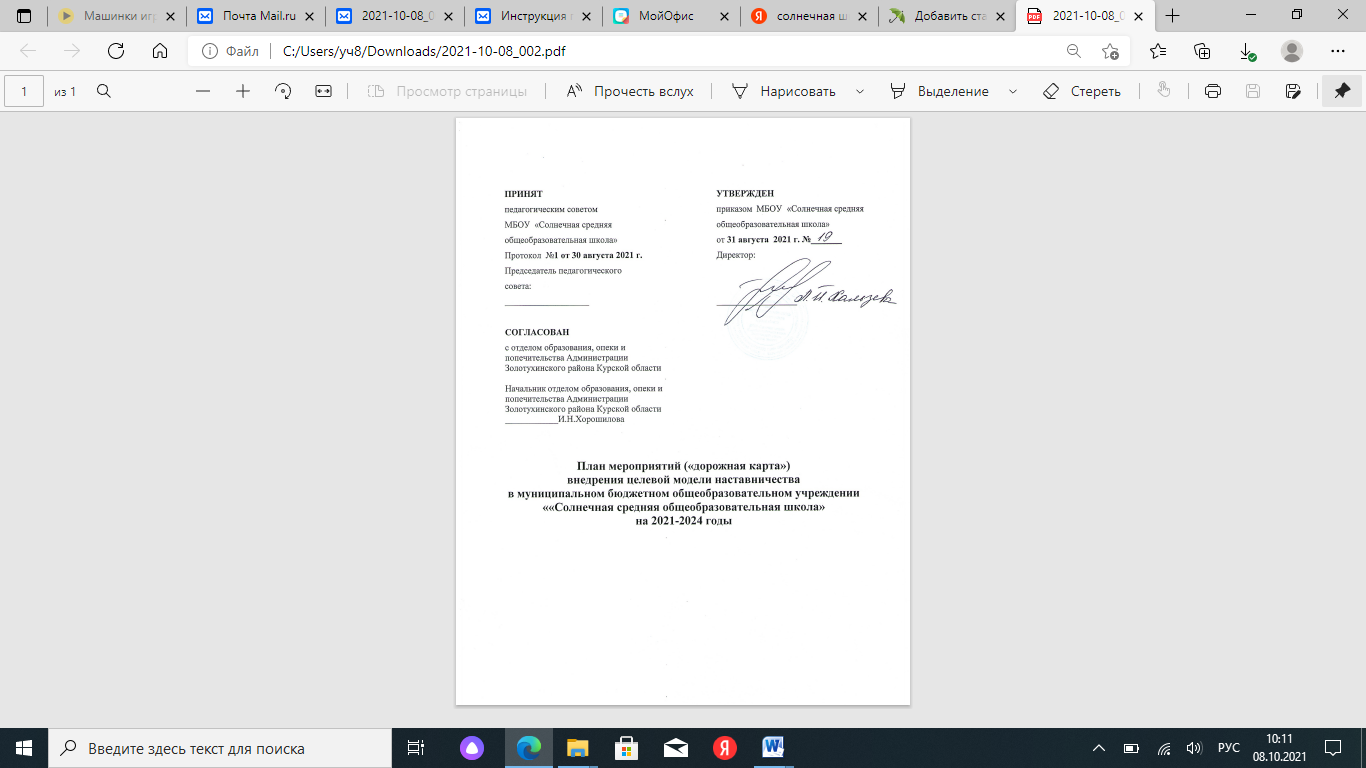 Машинки игр
Почта Mail.ru
2021-10-08_0
Инструкция
МойОфис
солнечная ш
Добавить ста
2021-10-08_0
Файл
C:/Users/уч8/Downloads/2021-10-08_002.pdf
1 из 1
Просмотр страницы
Прочесть вслух
Нарисовать
Выделение
Стереть
ПРИНЯТ
педагогическим советом
МБОУ «Солнечная средняя
общеобразовательная школа»
Протокол №1 от 30 августа 2021 г.
Председатель педагогического
совета:
УТВЕРЖДЕН
приказом МБОУ «Солнечная средняя
общеобразовательная школа»
от 31 августа 2021 г. № 19
Директор:
СОГЛАСОВАН
с отделом образования, опеки и
попечительства Администрации
Золотухинского района Курской области
Начальник отделом образования, опеки и
попечительства Администрации
Золотухинского района Курской области
____________И.Н.Хорошилова
План мероприятий («дорожная карта»)
внедрения целевой модели наставничества
в муниципальном бюджетном общеобразовательном учреждении
««Солнечная средняя общеобразовательная школа»
на 2021-2024 годы
Введите здесь текст для поиска
РУС
10:11
08.10.2021